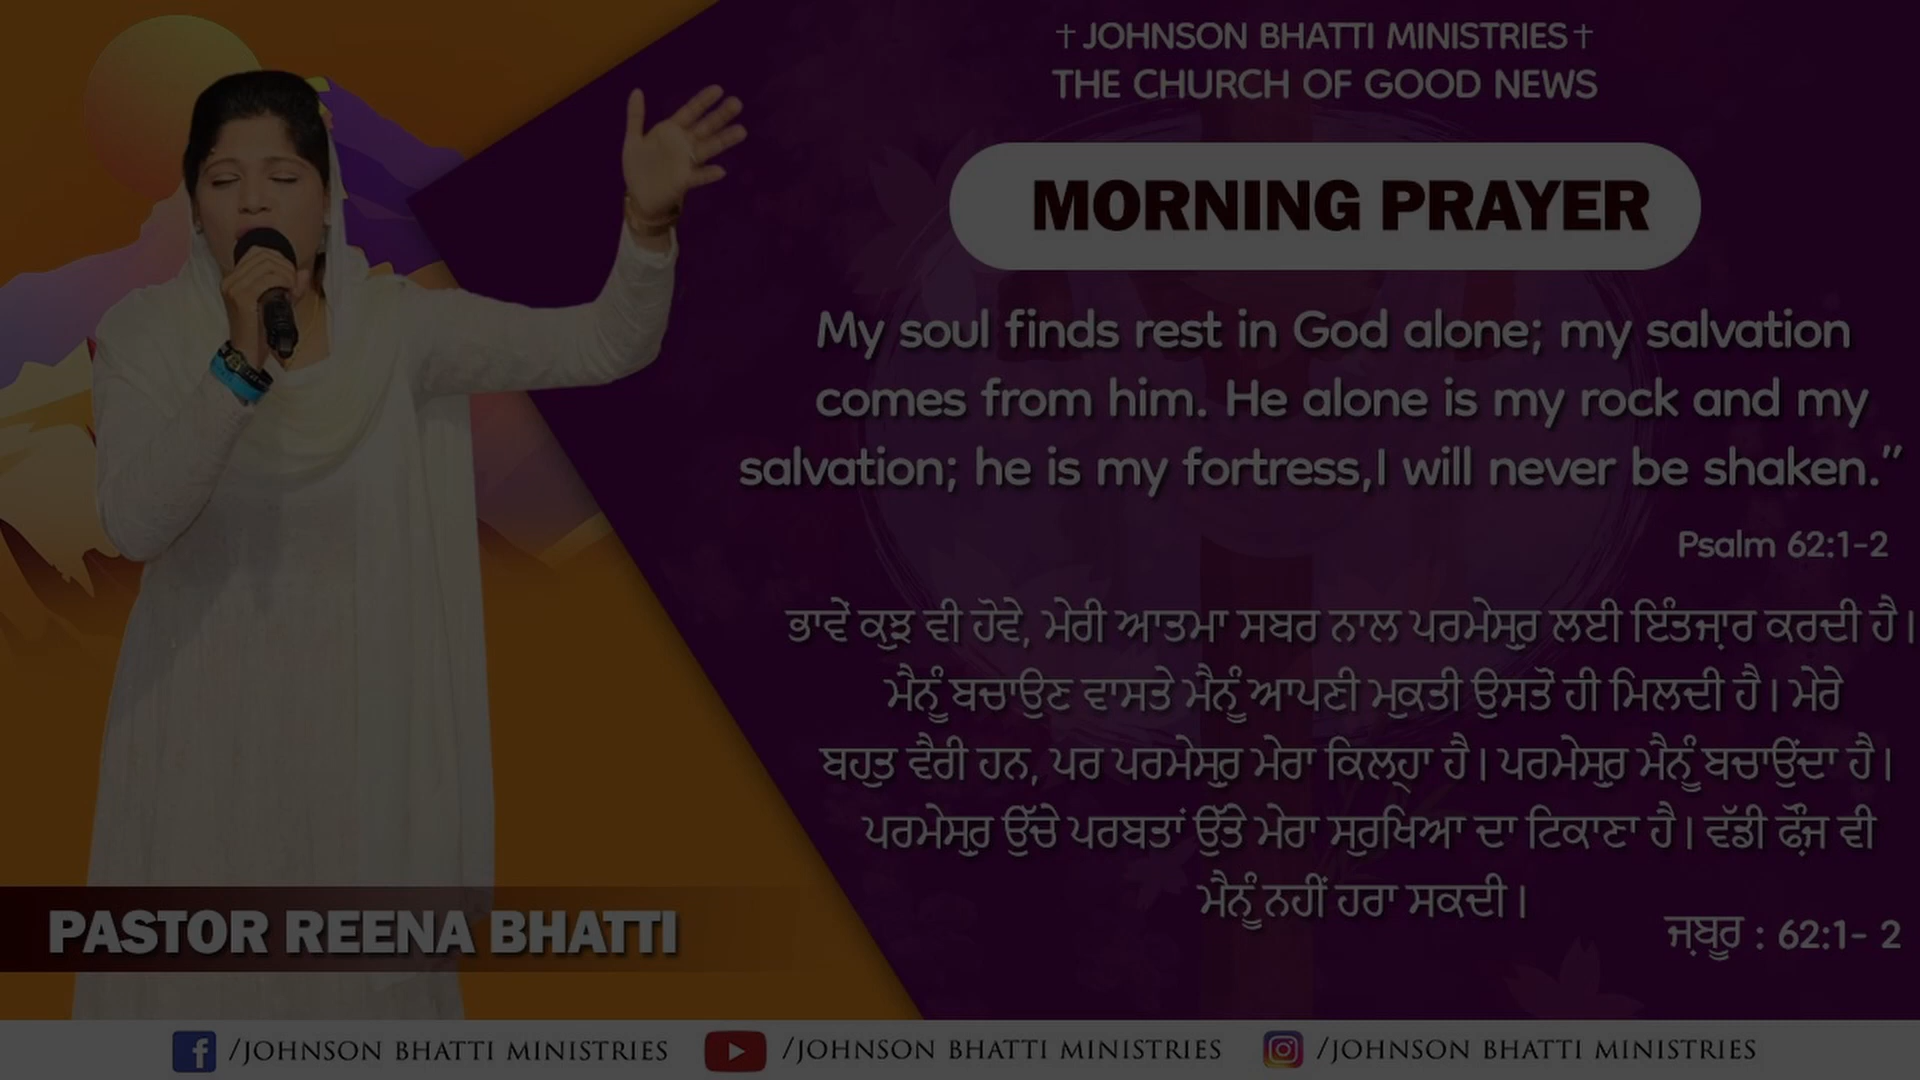 †JOHNSON BHATTI MINISTRIES†
THE CHURCH OF GOOD NEWS
MORNING PRAYER
My soul finds rest in God alone; my salvation
comes from him. He alone is my rock and my
salvation; he is my fortress,I will never be shaken.”
Psalm 62:1-2
ਭਾਵੇਂ ਕੁਝ ਵੀ ਹੋਵੇ, ਮੇਰੀ ਆਤਮਾ ਸਬਰ ਨਾਲ ਪਰਮੇਸੁਰ ਲਈ ਇੰਤਜ਼ਾਰ ਕਰਦੀ ਹੈ।
ਮੈਨੂੰ ਬਚਾਉਣ ਵਾਸਤੇ ਮੈਨੂੰ ਆਪਣੀ ਮੁਕਤੀ ਉਸਤੋਂ ਹੀ ਮਿਲਦੀ ਹੈ। ਮੇਰੇ
ਬਹੁਤ ਵੈਰੀ ਹਨ, ਪਰ ਪਰਮੇਸੁਰ ਮੇਰਾ ਕਿਲ੍ਹਾ ਹੈ। ਪਰਮੇਸੁਰ ਮੈਨੂੰ ਬਚਾਉਂਦਾ ਹੈ।
ਪਰਮੇਸੁਰ ਉੱਚੇ ਪਰਬਤਾਂ ਉੱਤੇ ਮੇਰਾ ਸੁਰੱਖਿਆ ਦਾ ਟਿਕਾਣਾ ਹੈ। ਵੱਡੀ ਫ਼ੌਜ ਵੀ
ਮੈਨੂੰ ਨਹੀਂ ਹਰਾ ਸਕਦੀ।
ਜ਼ਬੂਰ : 62:1- 2
PASTOR REENA BHATTI
/JOHNSON BHATTI MINISTRIES
/JOHNSON BHATTI MINISTRIES
/JOHNSON BHATTI MINISTRIES